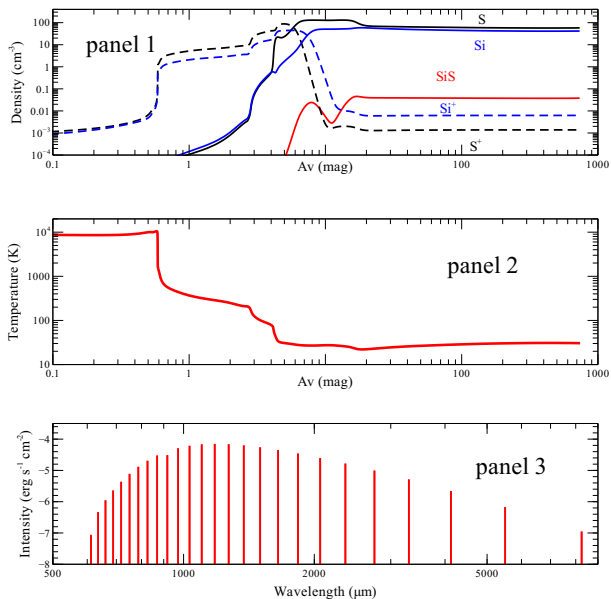 panel 1
Density (cm⁻³)
100
10
1
0.1
0.01
10⁻³
10⁻⁴
S
Si
SiS
Si⁺
S⁺
0.1 1 10 100 1000
Av (mag)
panel 2
Temperature (K)
10⁴
1000
100
10
0.1 1 10 100 1000
Av (mag)
panel 3
Intensity (erg s⁻¹ cm⁻²)
−4
−5
−6
−7
−8
500 1000 2000 5000
Wavelength (μm)